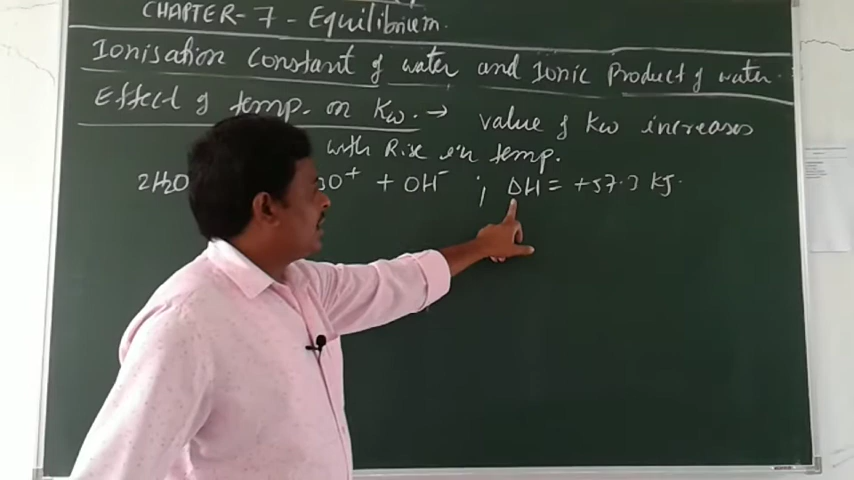 CHAPTER-7 - Equilibrium.
Ionisation Constant of water and Ionic Product of water.
Effect of temp. on Kw. → value of Kw increases
with Rise in temp.
2H2O 3O+ + OH- ; ΔH = +57.3 KJ.